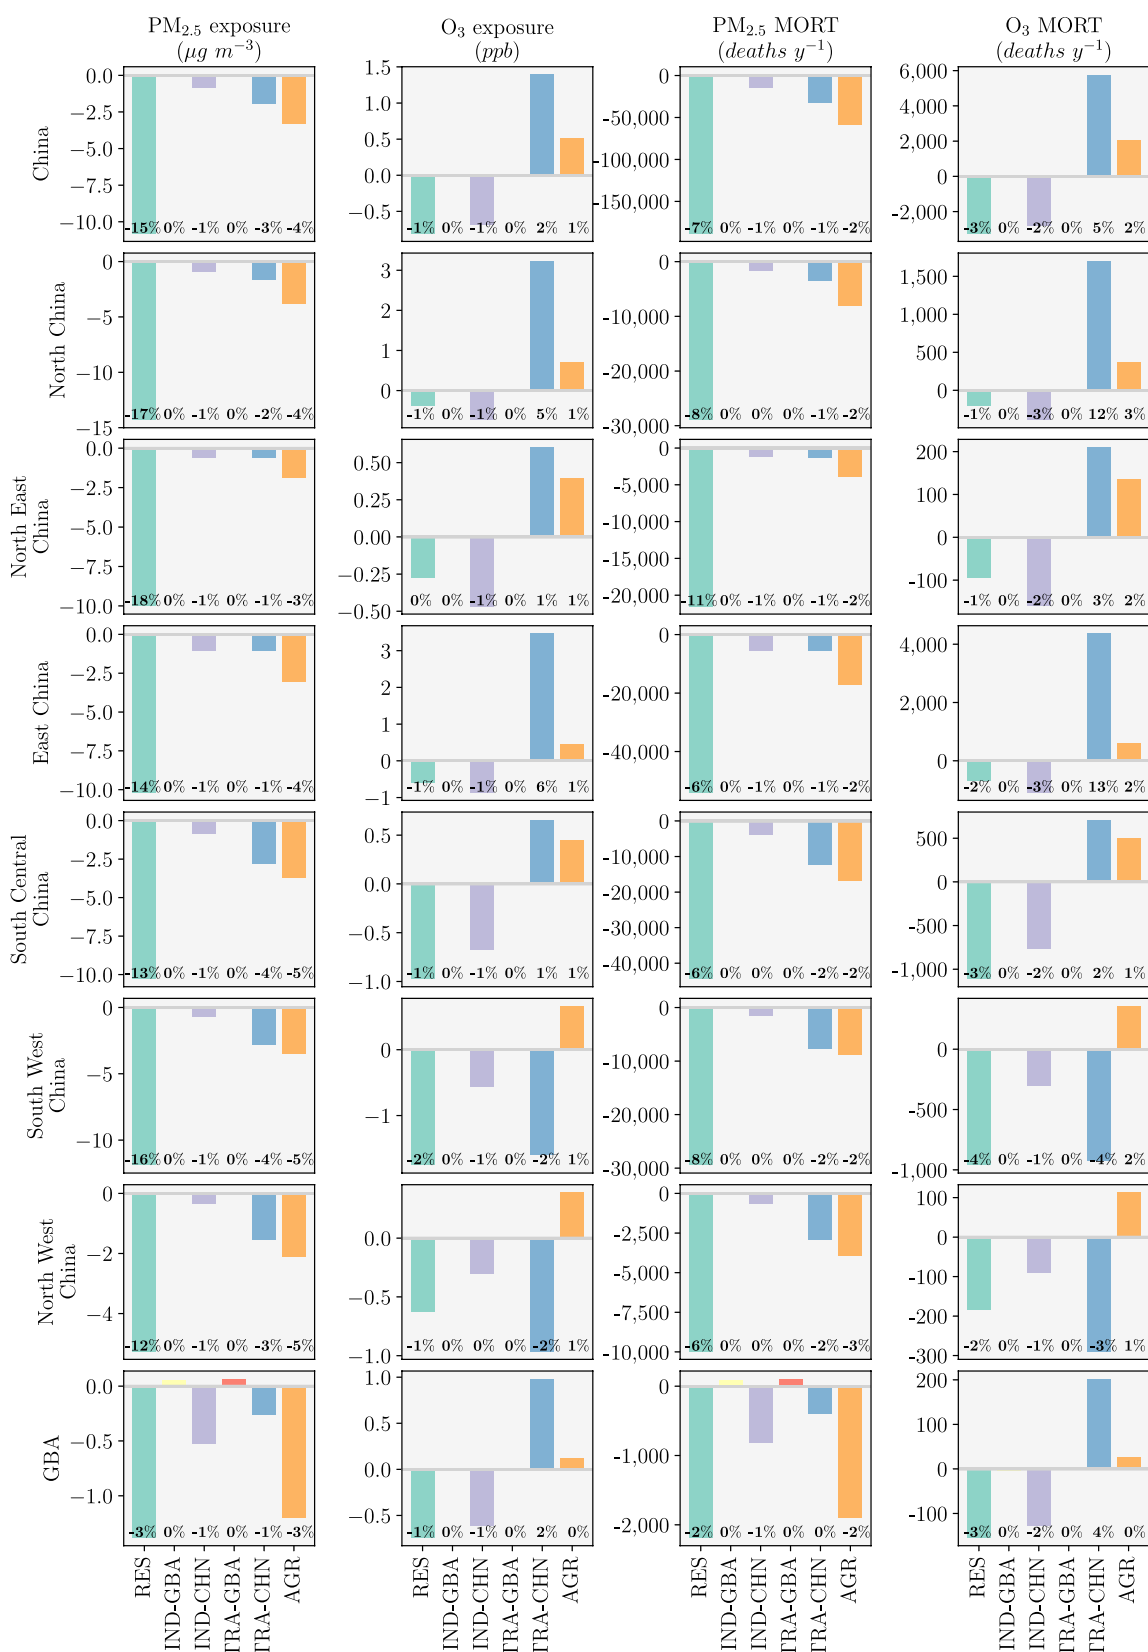 PM2.5 exposure
(μg m−3)
O3 exposure
(ppb)
PM2.5 MORT
(deaths y−1)
O3 MORT
(deaths y−1)
China
0.0
−2.5
−5.0
−7.5
−10.0
-15% 0% -1% 0% -3% -4%
1.5
1.0
0.5
0.0
−0.5
-1% 0% -1% 0% 2% 1%
0
-50,000
-100,000
-150,000
-7% 0% -1% 0% -1% -2%
6,000
4,000
2,000
0
-2,000
-3% 0% -2% 0% 5% 2%
North China
0
−5
−10
−15
-17% 0% -1% 0% -2% -4%
3
2
1
0
-1% 0% -1% 0% 5% 1%
0
-10,000
-20,000
-30,000
-8% 0% 0% 0% -1% -2%
1,500
1,000
500
0
-1% 0% -3% 0% 12% 3%
North East
China
0.0
−2.5
−5.0
−7.5
−10.0
-18% 0% -1% 0% -1% -3%
0.50
0.25
0.00
−0.25
−0.50
0% 0% -1% 0% 1% 1%
0
-5,000
-10,000
-15,000
-20,000
-11% 0% -1% 0% -1% -2%
200
100
0
-100
-1% 0% -2% 0% 3% 2%
East China
0.0
−2.5
−5.0
−7.5
−10.0
-14% 0% -1% 0% -1% -4%
3
2
1
0
−1
-1% 0% -1% 0% 6% 1%
0
-20,000
-40,000
-6% 0% -1% 0% -1% -2%
4,000
2,000
0
-2% 0% -3% 0% 13% 2%
South Central
China
0.0
−2.5
−5.0
−7.5
−10.0
-13% 0% -1% 0% -4% -5%
0.5
0.0
−0.5
−1.0
-1% 0% -1% 0% 1% 1%
0
-10,000
-20,000
-30,000
-40,000
-6% 0% 0% 0% -2% -2%
500
0
-500
-1,000
-3% 0% -2% 0% 2% 1%
South West
China
0
−5
−10
-16% 0% -1% 0% -4% -5%
0
−1
-2% 0% -1% 0% -2% 1%
0
-10,000
-20,000
-30,000
-8% 0% 0% 0% -2% -2%
0
-500
-1,000
-4% 0% -1% 0% -4% 2%
North West
China
0
−2
−4
-12% 0% -1% 0% -3% -5%
0.0
−0.5
−1.0
-1% 0% 0% 0% -2% 1%
0
-2,500
-5,000
-7,500
-10,000
-6% 0% 0% 0% -2% -3%
100
0
-100
-200
-300
-2% 0% -1% 0% -3% 1%
GBA
0.0
−0.5
−1.0
-3% 0% -1% 0% -1% -3%
1.0
0.5
0.0
−0.5
-1% 0% -1% 0% 2% 0%
0
-1,000
-2,000
-2% 0% -1% 0% 0% -2%
200
100
0
-100
-3% 0% -2% 0% 4% 0%
RES
IND-GBA
IND-CHN
TRA-GBA
TRA-CHN
AGR
RES
IND-GBA
IND-CHN
TRA-GBA
TRA-CHN
AGR
RES
IND-GBA
IND-CHN
TRA-GBA
TRA-CHN
AGR
RES
IND-GBA
IND-CHN
TRA-GBA
TRA-CHN
AGR